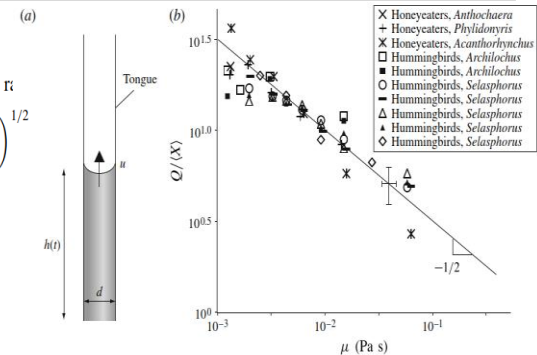 (a)
Tongue
u
h(t)
d
1/2
(b)
Q/⟨X⟩
10^1.5
10^1.0
10^0.5
10^0
10^−3
10^−2
10^−1
μ (Pa s)
−1/2
Honeyeaters, Anthochaera
Honeyeaters, Phylidonyris
Honeyeaters, Acanthorhynchus
Hummingbirds, Archilochus
Hummingbirds, Archilochus
Hummingbirds, Selasphorus
Hummingbirds, Selasphorus
Hummingbirds, Selasphorus
Hummingbirds, Selasphorus
Hummingbirds, Selasphorus